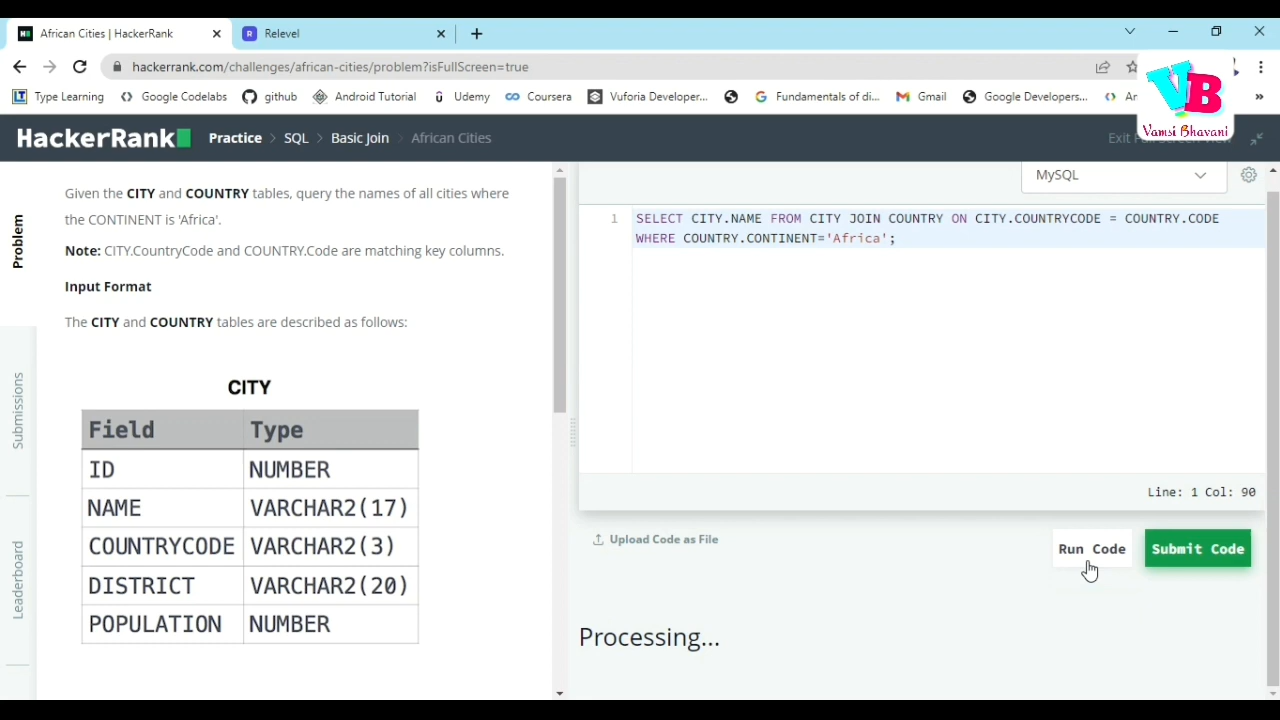 African Cities | HackerRank
R Relevel
hackerrank.com/challenges/african-cities/problem?isFullScreen=true
LT Type Learning
Google Codelabs
github
Android Tutorial
Udemy
Coursera
Vuforia Developer...
Fundamentals of di...
Gmail
Google Developers...
VB
Vamsi Bhavani
HackerRank
Practice > SQL > Basic Join > African Cities
Problem
Submissions
Leaderboard
Given the CITY and COUNTRY tables, query the names of all cities where
the CONTINENT is 'Africa'.
Note: CITY.CountryCode and COUNTRY.Code are matching key columns.
Input Format
The CITY and COUNTRY tables are described as follows:
CITY
Field Type
ID NUMBER
NAME VARCHAR2(17)
COUNTRYCODE VARCHAR2(3)
DISTRICT VARCHAR2(20)
POPULATION NUMBER
MySQL
1 SELECT CITY.NAME FROM CITY JOIN COUNTRY ON CITY.COUNTRYCODE = COUNTRY.CODE
WHERE COUNTRY.CONTINENT='Africa';
Line: 1 Col: 90
Upload Code as File
Run Code
Submit Code
Processing...